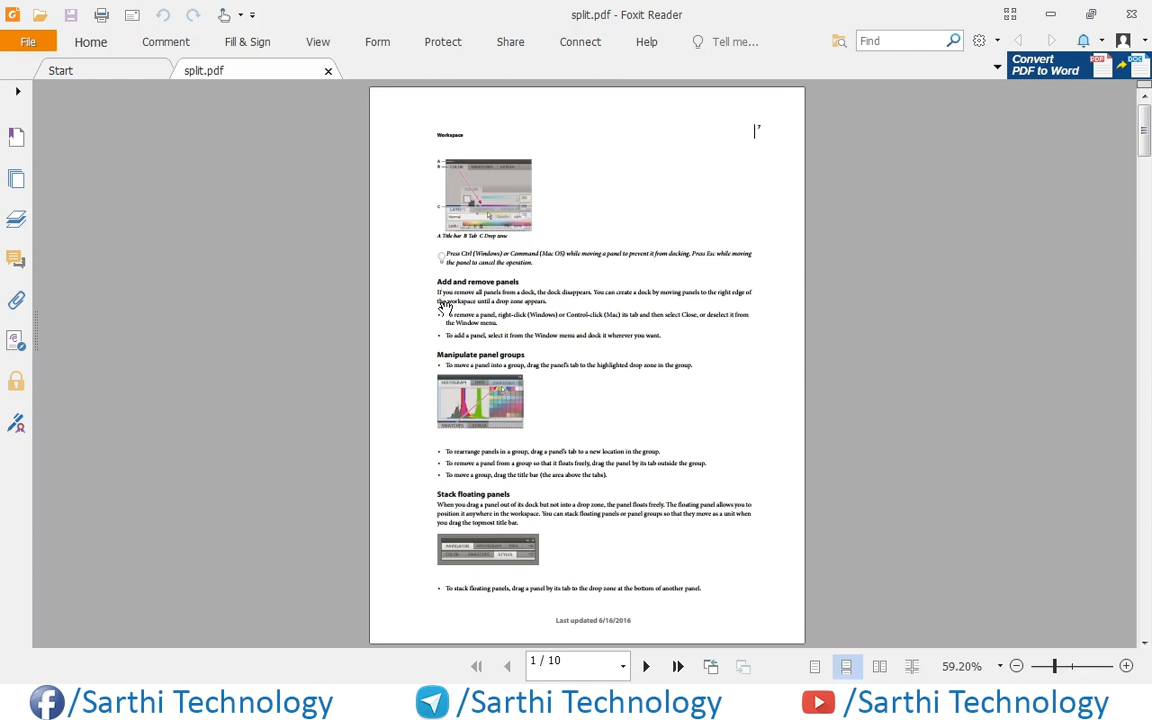 split.pdf - Foxit Reader
File Home Comment Fill & Sign View Form Protect Share Connect Help Tell me... Find
Start split.pdf
Convert PDF to Word
PDF DOC
7
Workspace
A
B
C
COLOR
LAYERS
Normal
A Title bar B Tab C Drop zone
Press Ctrl (Windows) or Command (Mac OS) while moving a panel to prevent it from docking. Press Esc while moving
the panel to cancel the operation.
Add and remove panels
If you remove all panels from a dock, the dock disappears. You can create a dock by moving panels to the right edge of
the workspace until a drop zone appears.
• remove a panel, right-click (Windows) or Control-click (Mac) its tab and then select Close, or deselect it from
the Window menu.
• To add a panel, select it from the Window menu and dock it wherever you want.
Manipulate panel groups
• To move a panel into a group, drag the panel's tab to the highlighted drop zone in the group.
HISTOGRAM INFO
• To rearrange panels in a group, drag a panel's tab to a new location in the group.
• To remove a panel from a group so that it floats freely, drag the panel by its tab outside the group.
• To move a group, drag the title bar (the area above the tabs).
Stack floating panels
When you drag a panel out of its dock but not into a drop zone, the panel floats freely. The floating panel allows you to
position it anywhere in the workspace. You can stack floating panels or panel groups so that they move as a unit when
you drag the topmost title bar.
NAVIGATOR HISTOGRAM INFO
COLOR SWATCHES STYLES
• To stack floating panels, drag a panel by its tab to the drop zone at the bottom of another panel.
Last updated 6/16/2016
1 / 10
59.20%
/Sarthi Technology /Sarthi Technology /Sarthi Technology